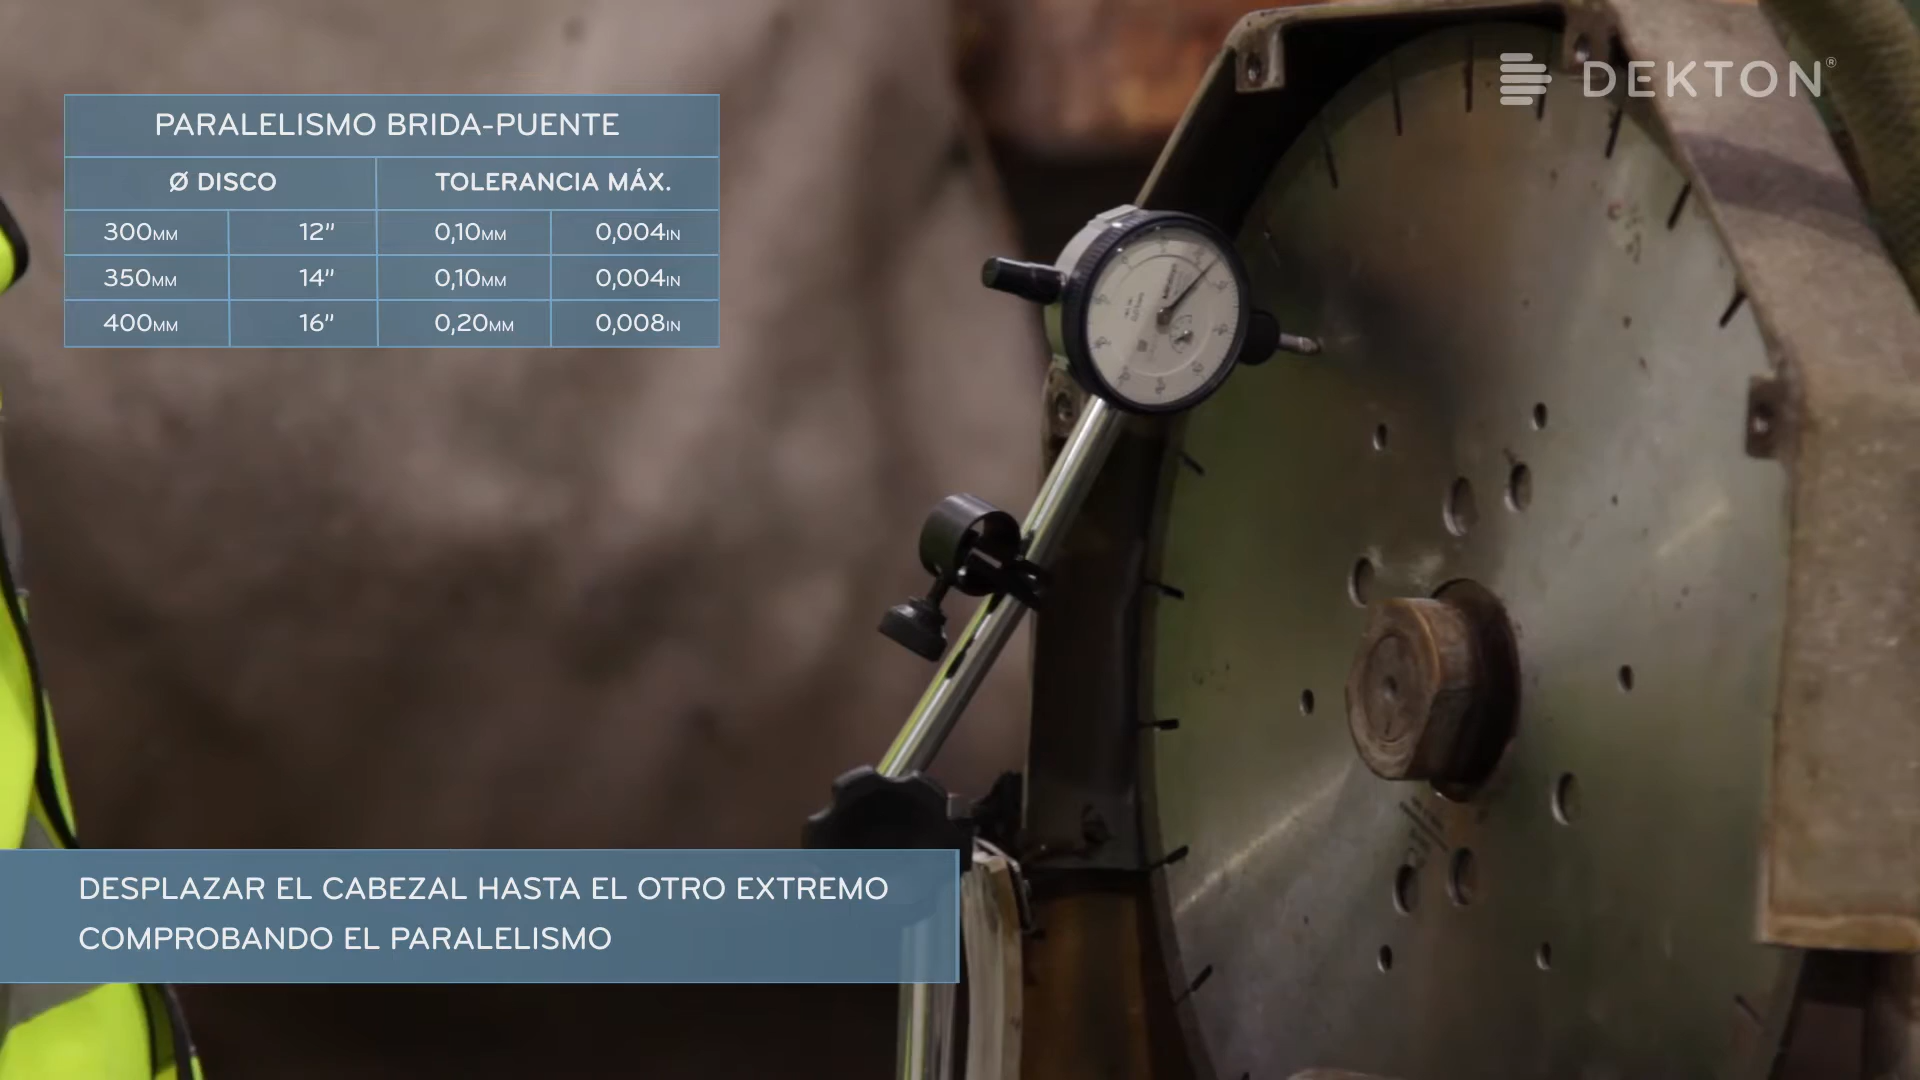 DEKTON®
PARALELISMO BRIDA-PUENTE
Ø DISCO TOLERANCIA MÁX.
300MM 12” 0,10MM 0,004IN
350MM 14” 0,10MM 0,004IN
400MM 16” 0,20MM 0,008IN
DESPLAZAR EL CABEZAL HASTA EL OTRO EXTREMO
COMPROBANDO EL PARALELISMO